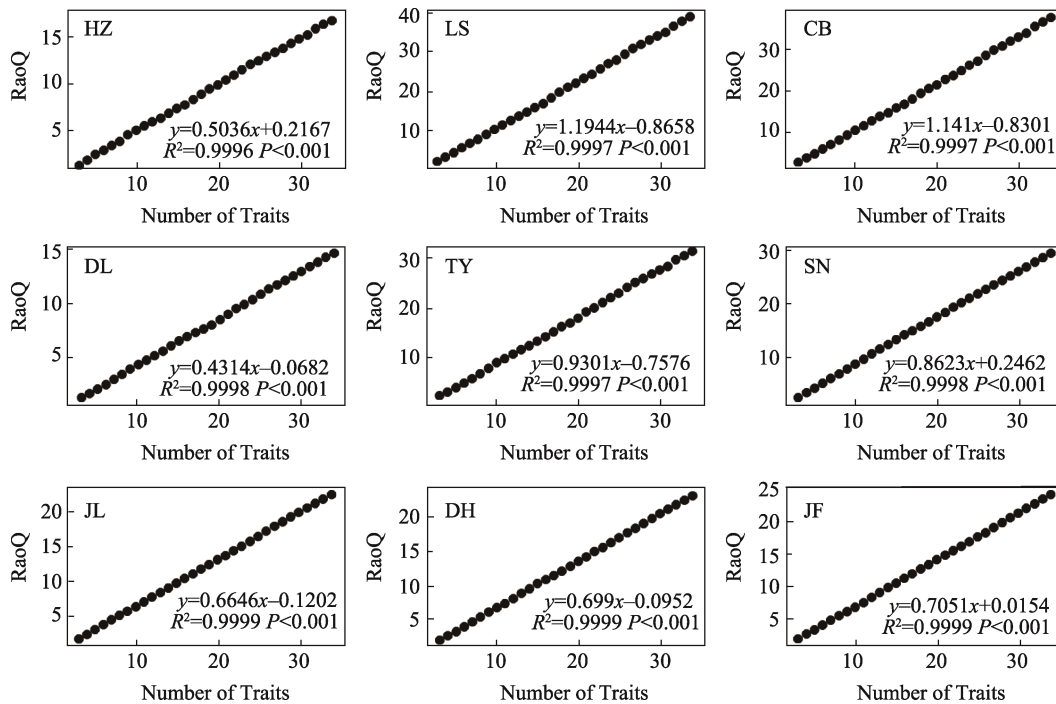 HZ
RaoQ
15
10
5
y=0.5036x+0.2167
R²=0.9996 P<0.001
10 20 30
Number of Traits
LS
RaoQ
40
30
20
10
y=1.1944x–0.8658
R²=0.9997 P<0.001
10 20 30
Number of Traits
CB
RaoQ
30
20
10
y=1.141x–0.8301
R²=0.9997 P<0.001
10 20 30
Number of Traits
DL
RaoQ
15
10
5
y=0.4314x–0.0682
R²=0.9998 P<0.001
10 20 30
Number of Traits
TY
RaoQ
30
20
10
y=0.9301x–0.7576
R²=0.9997 P<0.001
10 20 30
Number of Traits
SN
RaoQ
30
20
10
y=0.8623x+0.2462
R²=0.9998 P<0.001
10 20 30
Number of Traits
JL
RaoQ
20
15
10
5
y=0.6646x–0.1202
R²=0.9999 P<0.001
10 20 30
Number of Traits
DH
RaoQ
20
15
10
5
y=0.699x–0.0952
R²=0.9999 P<0.001
10 20 30
Number of Traits
JF
RaoQ
25
20
15
10
5
y=0.7051x+0.0154
R²=0.9999 P<0.001
10 20 30
Number of Traits